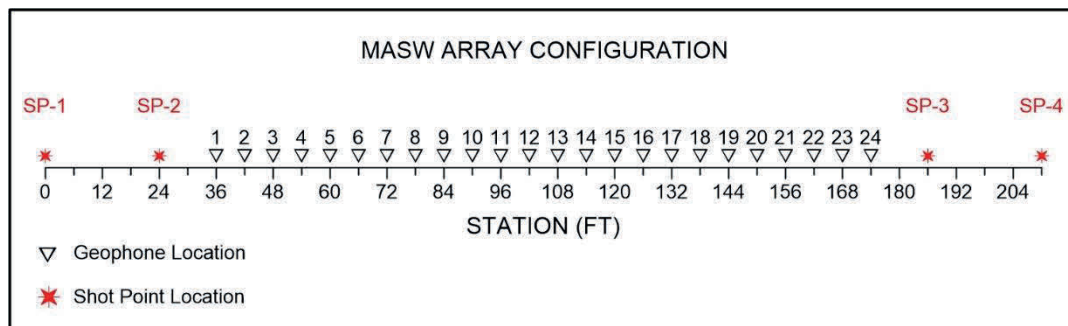 MASW ARRAY CONFIGURATION
SP-1 SP-2 SP-3 SP-4
1 2 3 4 5 6 7 8 9 10 11 12 13 14 15 16 17 18 19 20 21 22 23 24
0 12 24 36 48 60 72 84 96 108 120 132 144 156 168 180 192 204
STATION (FT)
Geophone Location
Shot Point Location